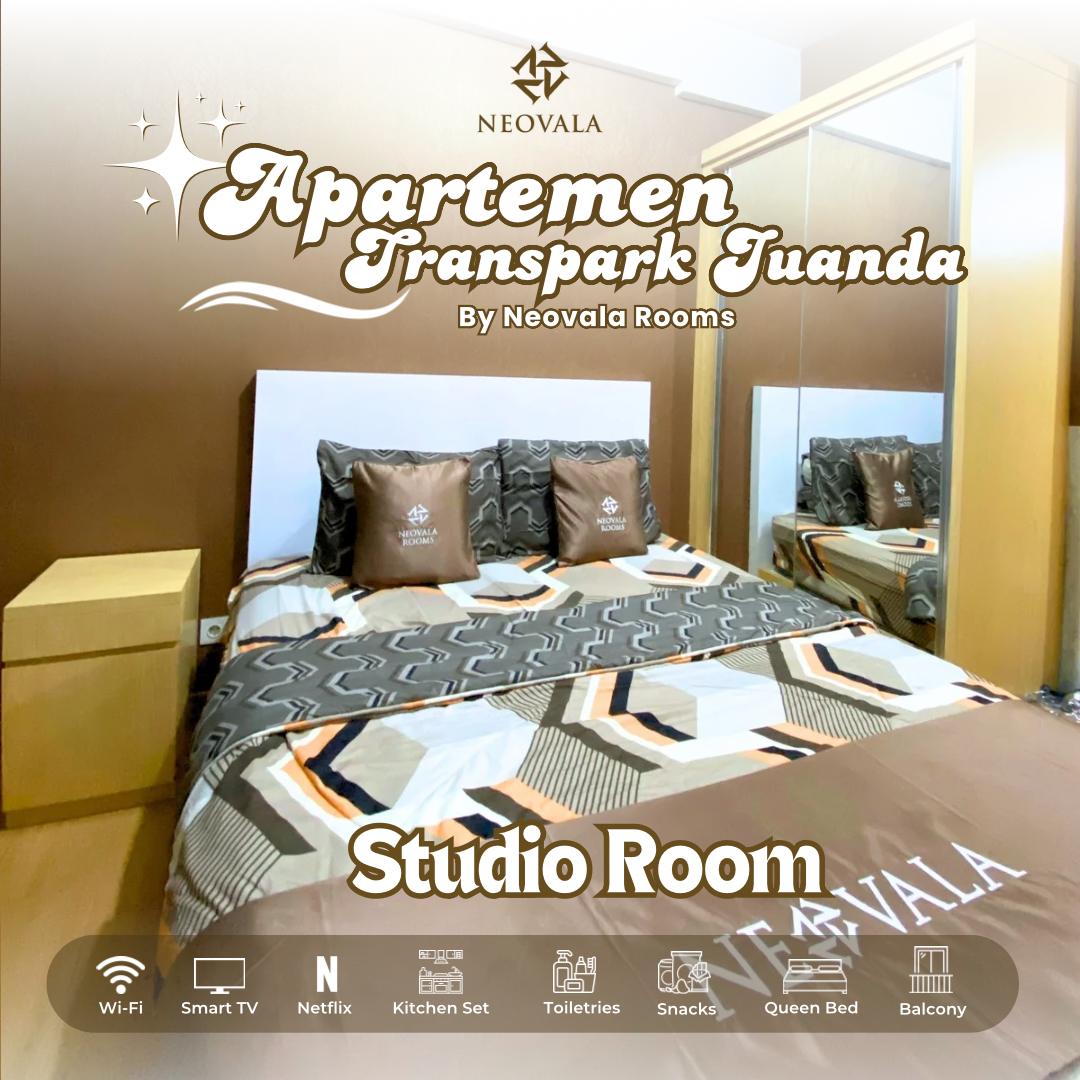 NEOVALA
Apartemen
Transpark Juanda
By Neovala Rooms
NEOVALA
ROOMS
NEOVALA
ROOMS
Studio Room
NEOVALA
Wi-Fi
Smart TV
N
Netflix
Kitchen Set
Toiletries
Snacks
Queen Bed
Balcony